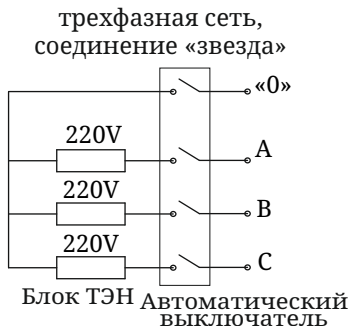 трехфазная сеть,
соединение «звезда»
«0»
220V
A
220V
B
220V
C
Блок ТЭН
Автоматический
выключатель